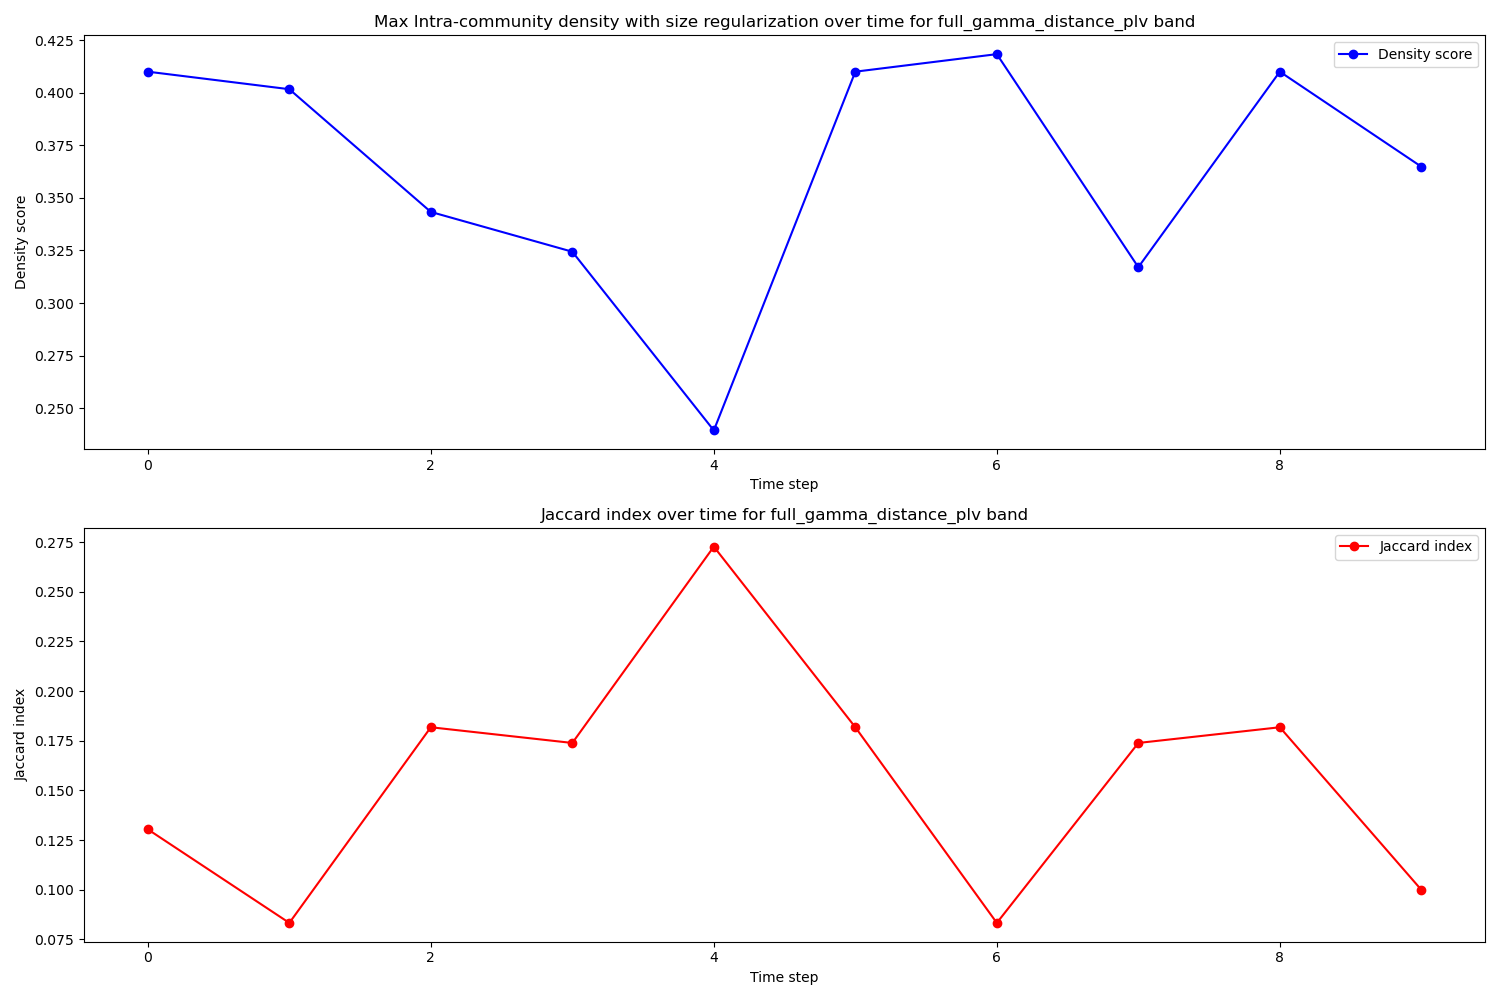 Max Intra-community density with size regularization over time for full_gamma_distance_plv band
0.425
0.400
0.375
0.350
0.325
0.300
0.275
0.250
Density score
Density score
0 2 4 6 8
Time step
Jaccard index over time for full_gamma_distance_plv band
0.275
0.250
0.225
0.200
0.175
0.150
0.125
0.100
0.075
Jaccard index
Jaccard index
0 2 4 6 8
Time step